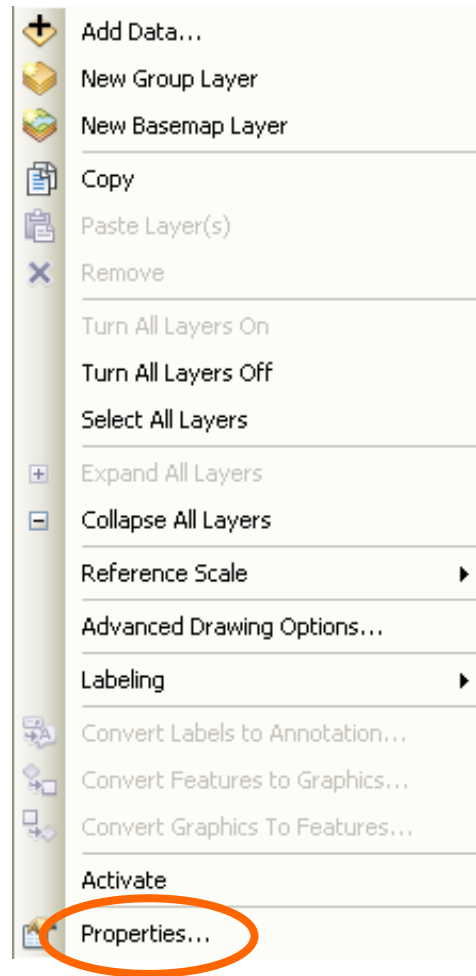 Add Data...
New Group Layer
New Basemap Layer
Copy
Paste Layer(s)
Remove
Turn All Layers On
Turn All Layers Off
Select All Layers
Expand All Layers
Collapse All Layers
Reference Scale
Advanced Drawing Options...
Labeling
Convert Labels to Annotation...
Convert Features to Graphics...
Convert Graphics To Features...
Activate
Properties...